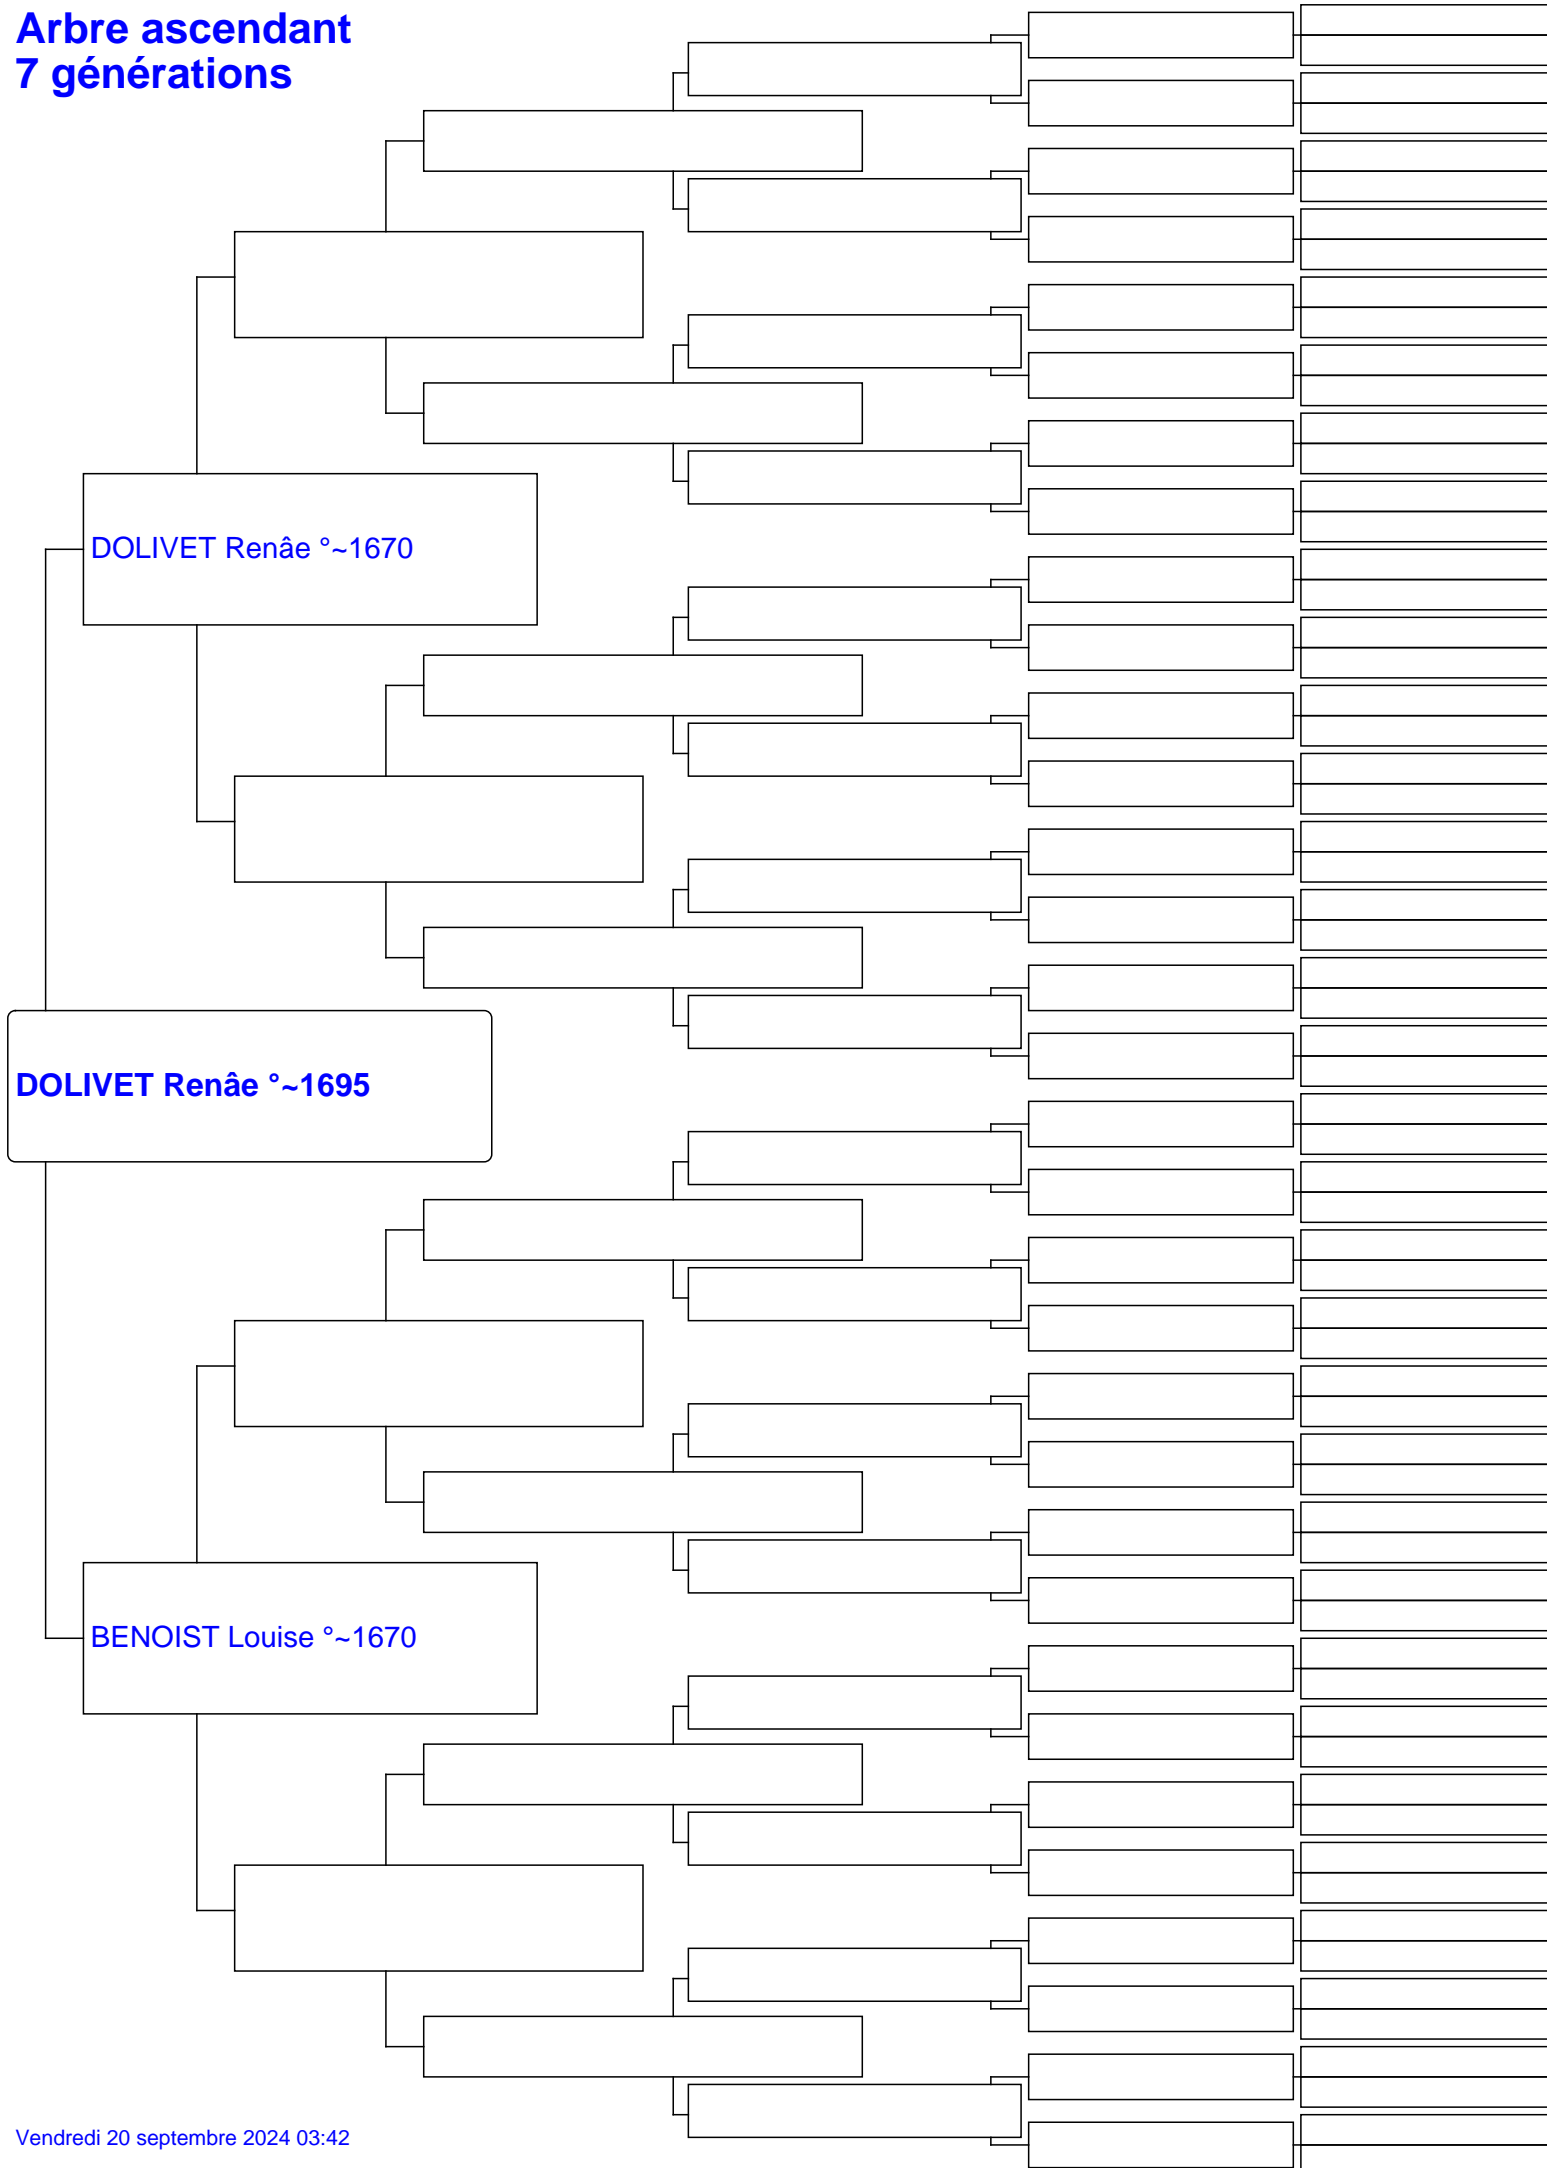 Arbre ascendant
7 générations
DOLIVET Renâe °~1670
DOLIVET Renâe °~1695
BENOIST Louise °~1670
Vendredi 20 septembre 2024 03:42